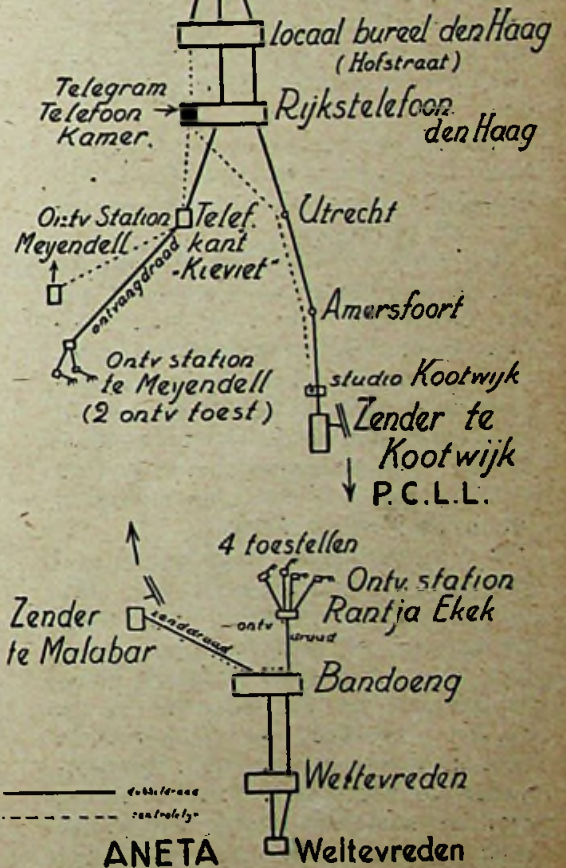 locaal bureel den Haag
(Hofstraat)
Telegram
Telefoon
Kamer.
Rijkstelefoon
den Haag
Ontv Station
Meyendell
Telef.
kant
"Kieviet"
Utrecht
ontvangdraad
Amersfoort
Ontv station
te Meyendell
(2 ontv toest)
studio Kootwijk
Zender te
Kootwijk
P.C.L.L.
4 toestellen
Ontv. station
Rantja Ekek
Zender
te Malabar
zenddraad
ontv
draad
Bandoeng
Weltevreden
dubbeldraad
ANETA Weltevreden